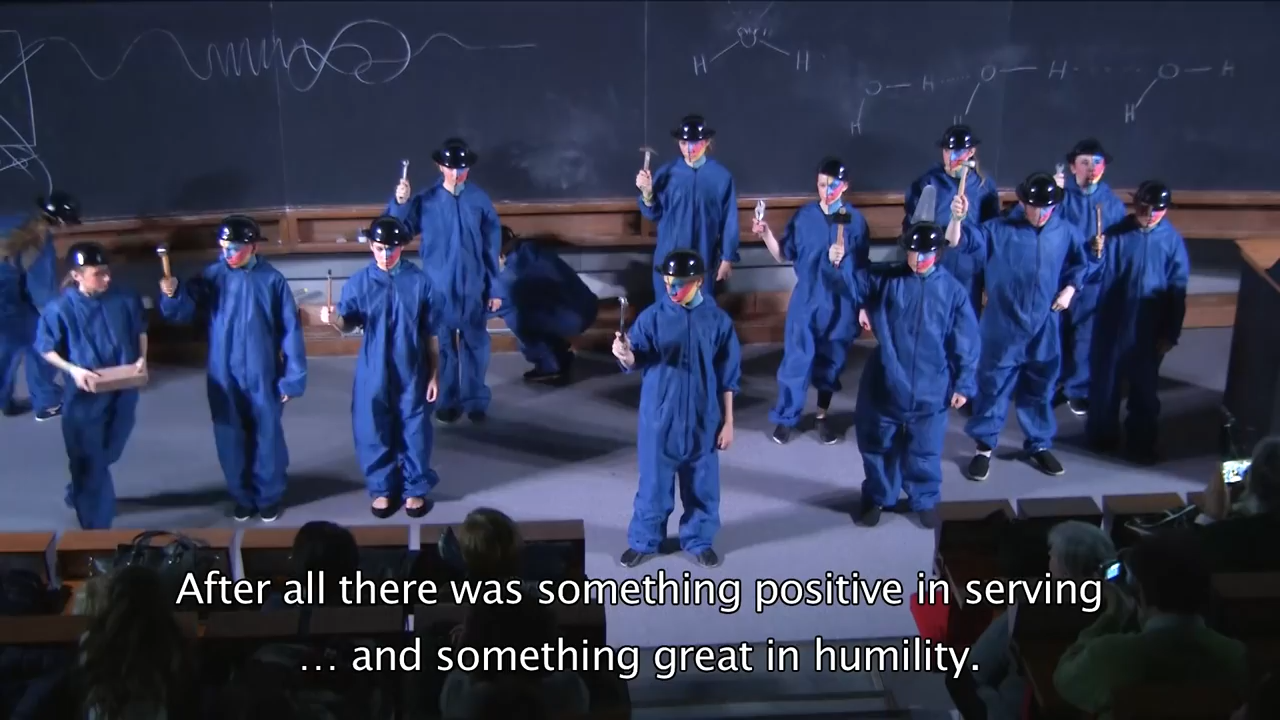 H H
O H O H O H
H H
After all there was something positive in serving
… and something great in humility.